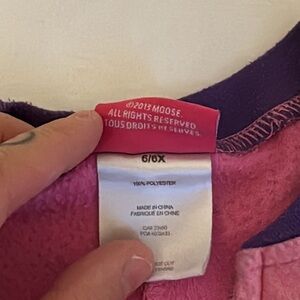 ©2013 MOOSE.
ALL RIGHTS RESERVED
TOUS DROITS RÉSERVÉS.
6/6X
100% POLYESTER
MADE IN CHINA
FABRIQUÉ EN CHINE